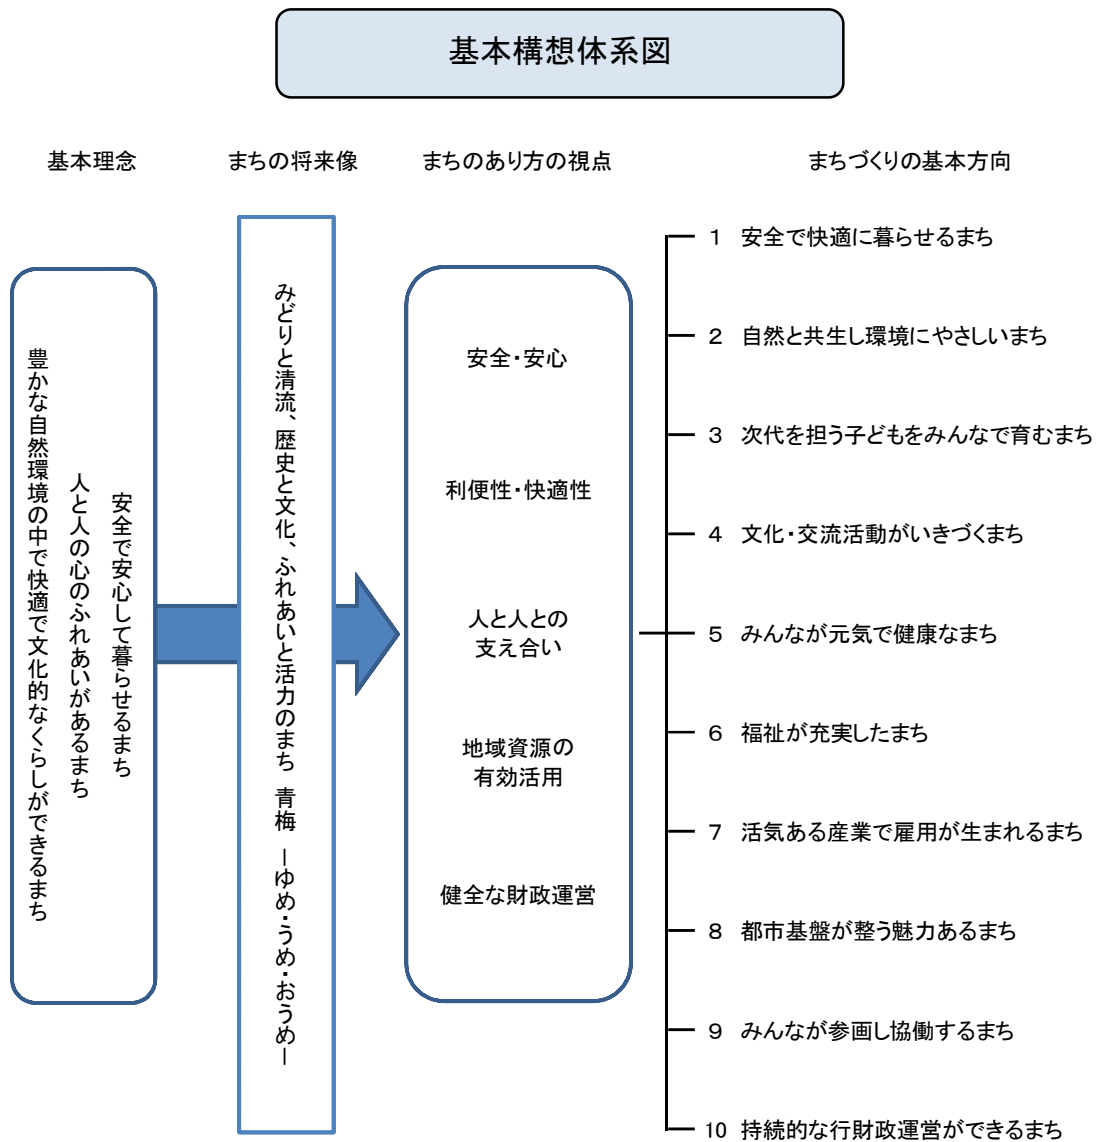 基本構想体系図
基本理念
まちの将来像
まちのあり方の視点
まちづくりの基本方向
安全で安心して暮らせるまち
人と人の心のふれあいがあるまち
豊かな自然環境の中で快適で文化的なくらしができるまち
みどりと清流、歴史と文化、ふれあいと活力のまち 青梅 ―ゆめ・うめ・おうめ―
安全・安心
利便性・快適性
人と人との
支え合い
地域資源の
有効活用
健全な財政運営
1 安全で快適に暮らせるまち
2 自然と共生し環境にやさしいまち
3 次代を担う子どもをみんなで育むまち
4 文化・交流活動がいきづくまち
5 みんなが元気で健康なまち
6 福祉が充実したまち
7 活気ある産業で雇用が生まれるまち
8 都市基盤が整う魅力あるまち
9 みんなが参画し協働するまち
10 持続的な行財政運営ができるまち